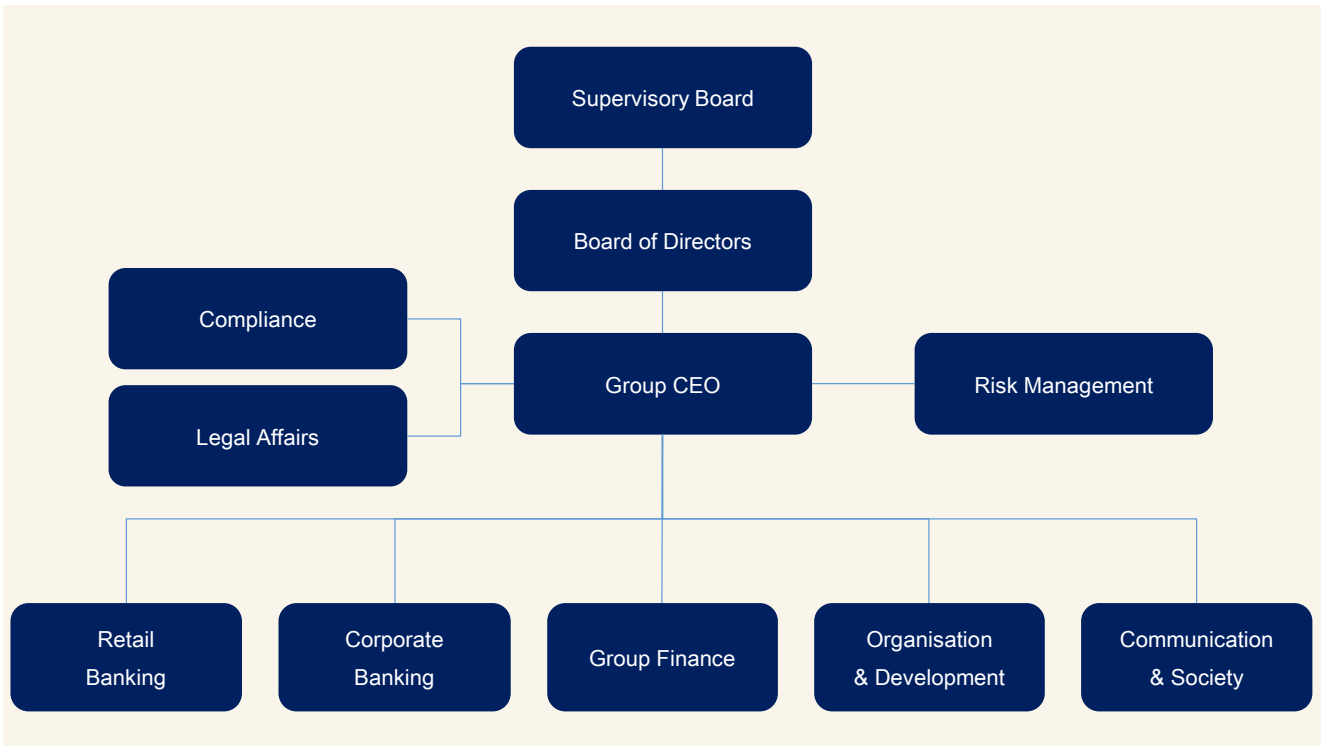 Supervisory Board
Board of Directors
Compliance
Group CEO
Risk Management
Legal Affairs
Retail
Banking
Corporate
Banking
Group Finance
Organisation
& Development
Communication
& Society